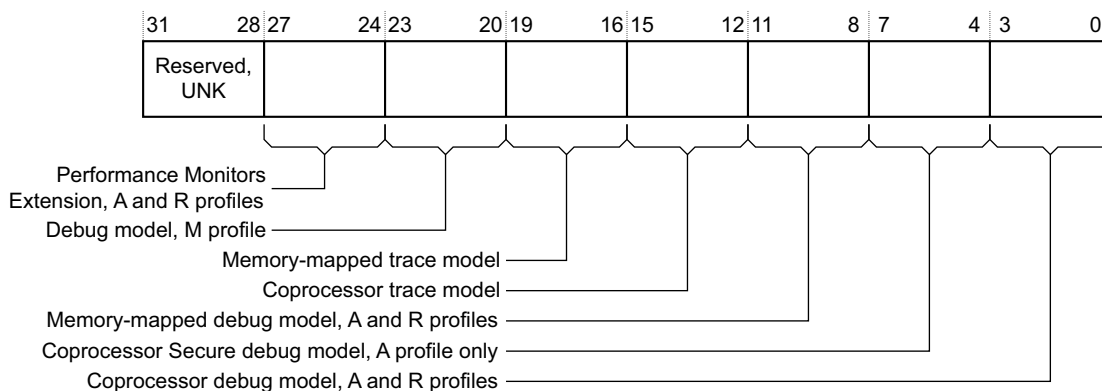 31 28 27 24 23 20 19 16 15 12 11 8 7 4 3 0
Reserved,
UNK
Performance Monitors
Extension, A and R profiles
Debug model, M profile
Memory-mapped trace model
Coprocessor trace model
Memory-mapped debug model, A and R profiles
Coprocessor Secure debug model, A profile only
Coprocessor debug model, A and R profiles